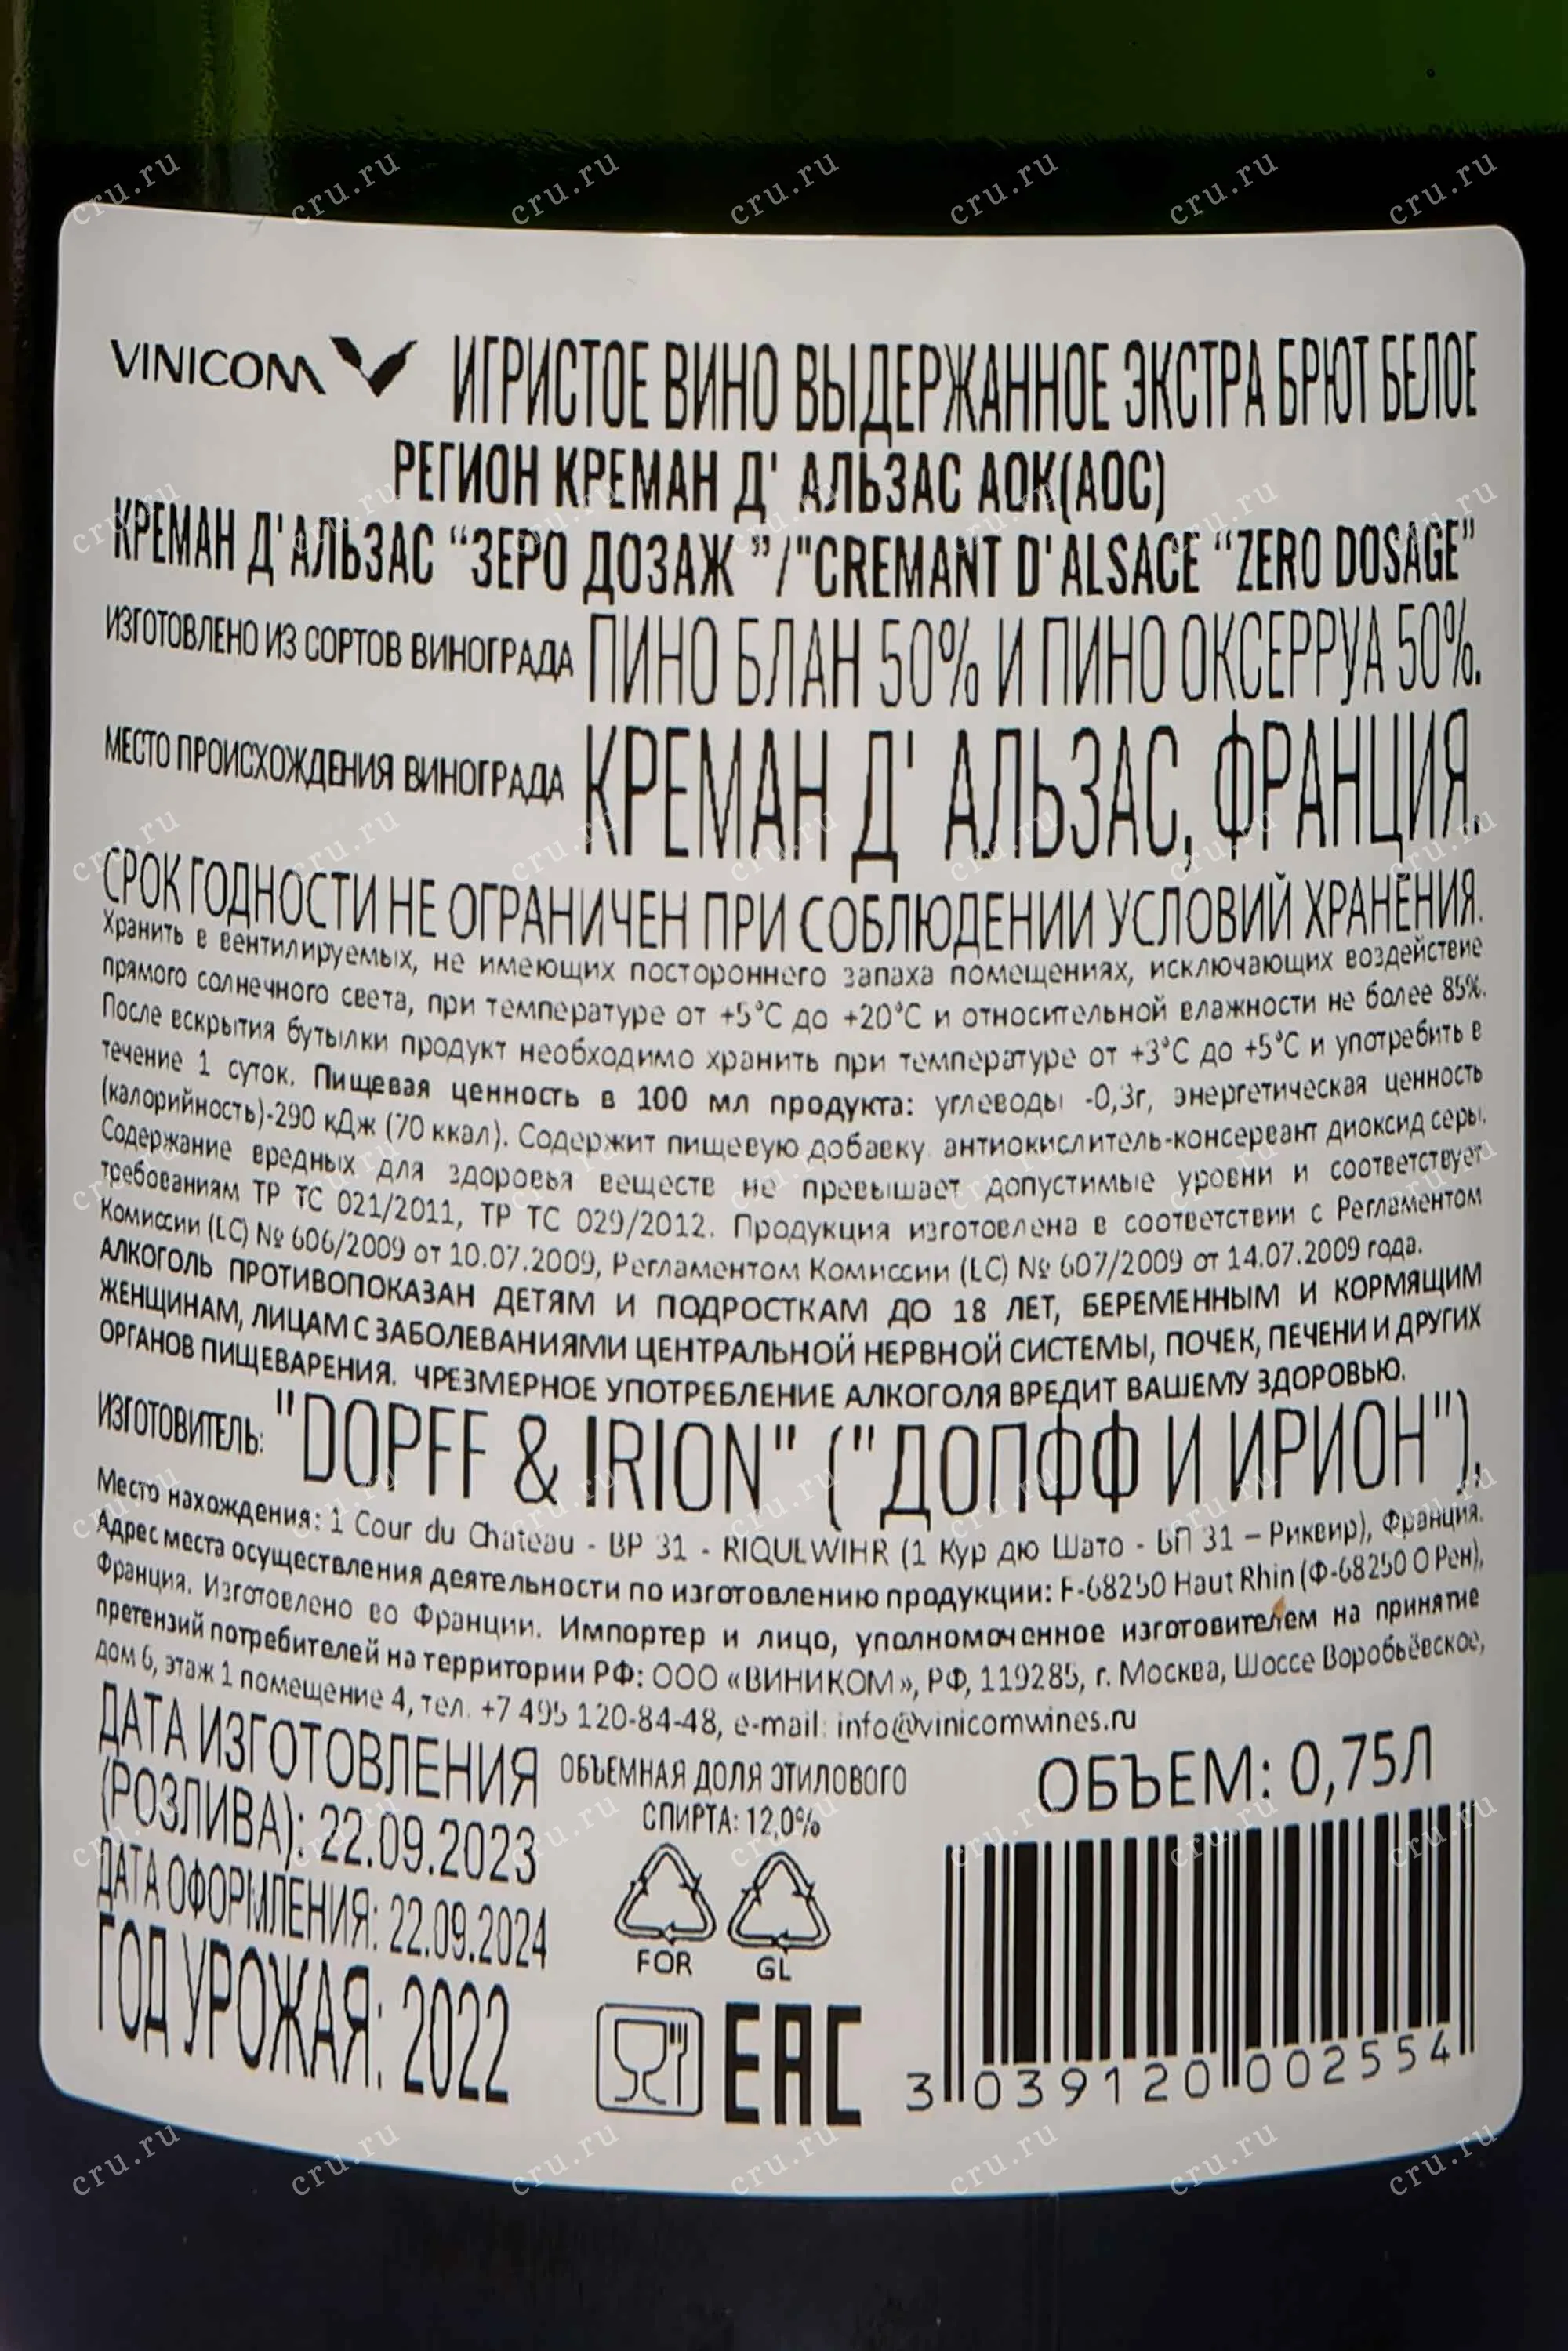 VINICOM ИГРИСТОЕ ВИНО ВЫДЕРЖАННОЕ ЭКСТРА БРЮТ БЕЛОЕ
РЕГИОН КРЕМАН Д' АЛЬЗАС АОК(AOC)
КРЕМАН Д'АЛЬЗАС “ЗЕРО ДОЗАЖ ”/"CREMANT D'ALSACE “ZERO DOSAGE”
ИЗГОТОВЛЕНО ИЗ СОРТОВ ВИНОГРАДА ПИНО БЛАН 50% И ПИНО ОКСЕРРУА 50%.
МЕСТО ПРОИСХОЖДЕНИЯ ВИНОГРАДА КРЕМАН Д' АЛЬЗАС, ФРАНЦИЯ.
СРОК ГОДНОСТИ НЕ ОГРАНИЧЕН ПРИ СОБЛЮДЕНИИ УСЛОВИЙ ХРАНЕНИЯ.
Хранить в вентилируемых, не имеющих постороннего запаха помещениях, исключающих воздействие
прямого солнечного света, при температуре от +5°C до +20°C и относительной влажности не более 85%.
После вскрытия бутылки продукт необходимо хранить при температуре от +3°C до +5°C и употребить в
течение 1 суток. Пищевая ценность в 100 мл продукта: углеводы -0,3г, энергетическая ценность
(калорийность)-290 кДж (70 ккал). Содержит пищевую добавку антиокислитель-консервант диоксид серы.
Содержание вредных для здоровья веществ не превышает допустимые уровни и соответствует
требованиям ТР ТС 021/2011, ТР ТС 029/2012. Продукция изготовлена в соответствии с Регламентом
Комиссии (ЕС) № 606/2009 от 10.07.2009, Регламентом Комиссии (ЕС) № 607/2009 от 14.07.2009 года.
АЛКОГОЛЬ ПРОТИВОПОКАЗАН ДЕТЯМ И ПОДРОСТКАМ ДО 18 ЛЕТ, БЕРЕМЕННЫМ И КОРМЯЩИМ
ЖЕНЩИНАМ, ЛИЦАМ С ЗАБОЛЕВАНИЯМИ ЦЕНТРАЛЬНОЙ НЕРВНОЙ СИСТЕМЫ, ПОЧЕК, ПЕЧЕНИ И ДРУГИХ
ОРГАНОВ ПИЩЕВАРЕНИЯ. ЧРЕЗМЕРНОЕ УПОТРЕБЛЕНИЕ АЛКОГОЛЯ ВРЕДИТ ВАШЕМУ ЗДОРОВЬЮ.
ИЗГОТОВИТЕЛЬ: "DOPFF & IRION" ("ДОПФФ И ИРИОН"),
Место нахождения: 1 Cour du Chateau - BP 31 - RIQUEWIHR (1 Кур дю Шато - БП 31 – Риквир), Франция.
Адрес места осуществления деятельности по изготовлению продукции: F-68250 Haut Rhin (Ф-68250 О Рен),
Франция. Изготовлено во Франции. Импортер и лицо, уполномоченное изготовителем на принятие
претензий потребителей на территории РФ: ООО «ВИНИКОМ», РФ, 119285, г. Москва, Шоссе Воробьёвское,
дом 6, этаж 1 помещение 4, тел. +7 495 120-84-48, e-mail: info@vinicomwines.ru
ДАТА ИЗГОТОВЛЕНИЯ
(РОЗЛИВА): 22.09.2023
ДАТА ОФОРМЛЕНИЯ: 22.09.2024
ГОД УРОЖАЯ: 2022
ОБЪЕМНАЯ ДОЛЯ ЭТИЛОВОГО
СПИРТА: 12,0%
FOR GL
EAC
ОБЪЕМ: 0,75Л
3 039120 002554
cru.ru